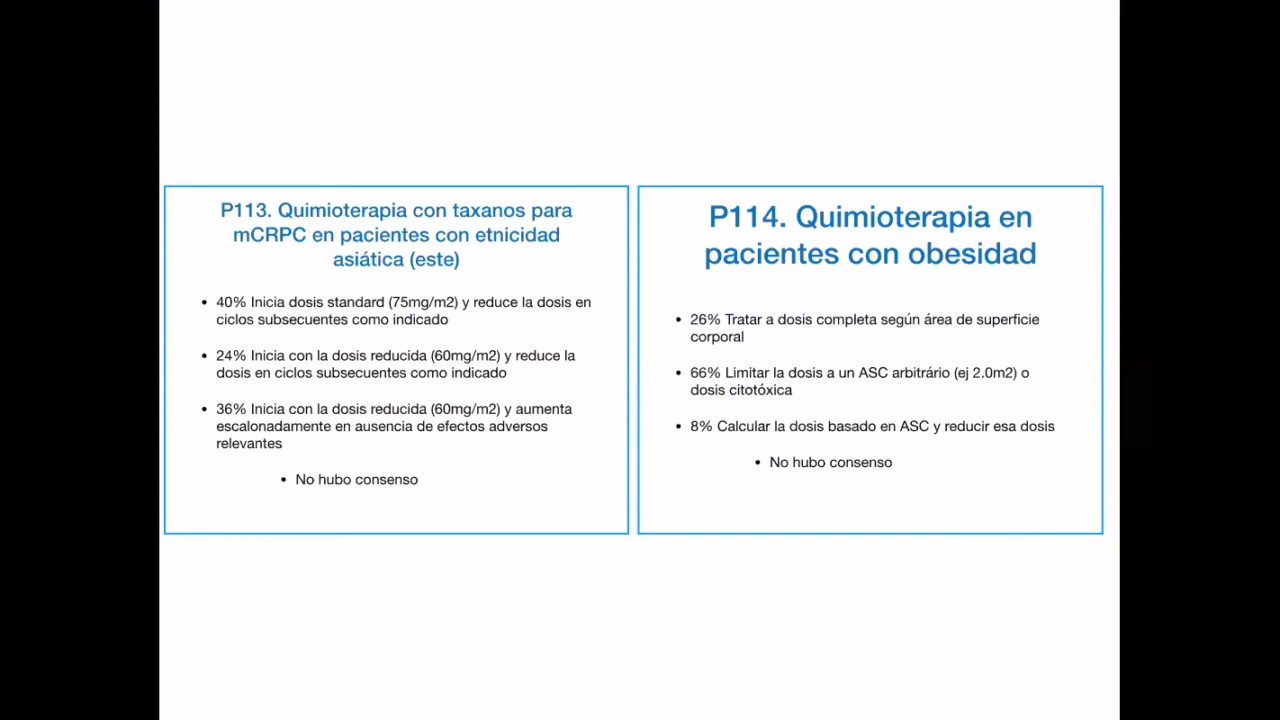 P113. Quimioterapia con taxanos para
mCRPC en pacientes con etnicidad
asiática (este)
• 40% Inicia dosis standard (75mg/m2) y reduce la dosis en
ciclos subsecuentes como indicado
• 24% Inicia con la dosis reducida (60mg/m2) y reduce la
dosis en ciclos subsecuentes como indicado
• 36% Inicia con la dosis reducida (60mg/m2) y aumenta
escalonadamente en ausencia de efectos adversos
relevantes
• No hubo consenso
P114. Quimioterapia en
pacientes con obesidad
• 26% Tratar a dosis completa según área de superficie
corporal
• 66% Limitar la dosis a un ASC arbitrário (ej 2.0m2) o
dosis citotóxica
• 8% Calcular la dosis basado en ASC y reducir esa dosis
• No hubo consenso